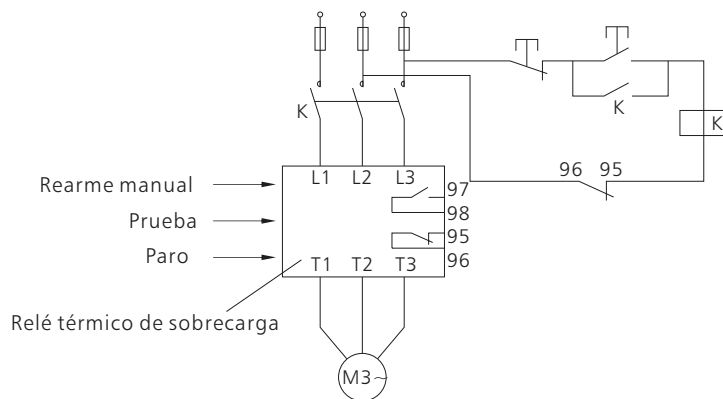 K
K
K
96 95
L1 L2 L3
97
98
95
96
T1 T2 T3
Rearme manual
Prueba
Paro
Relé térmico de sobrecarga
M3~